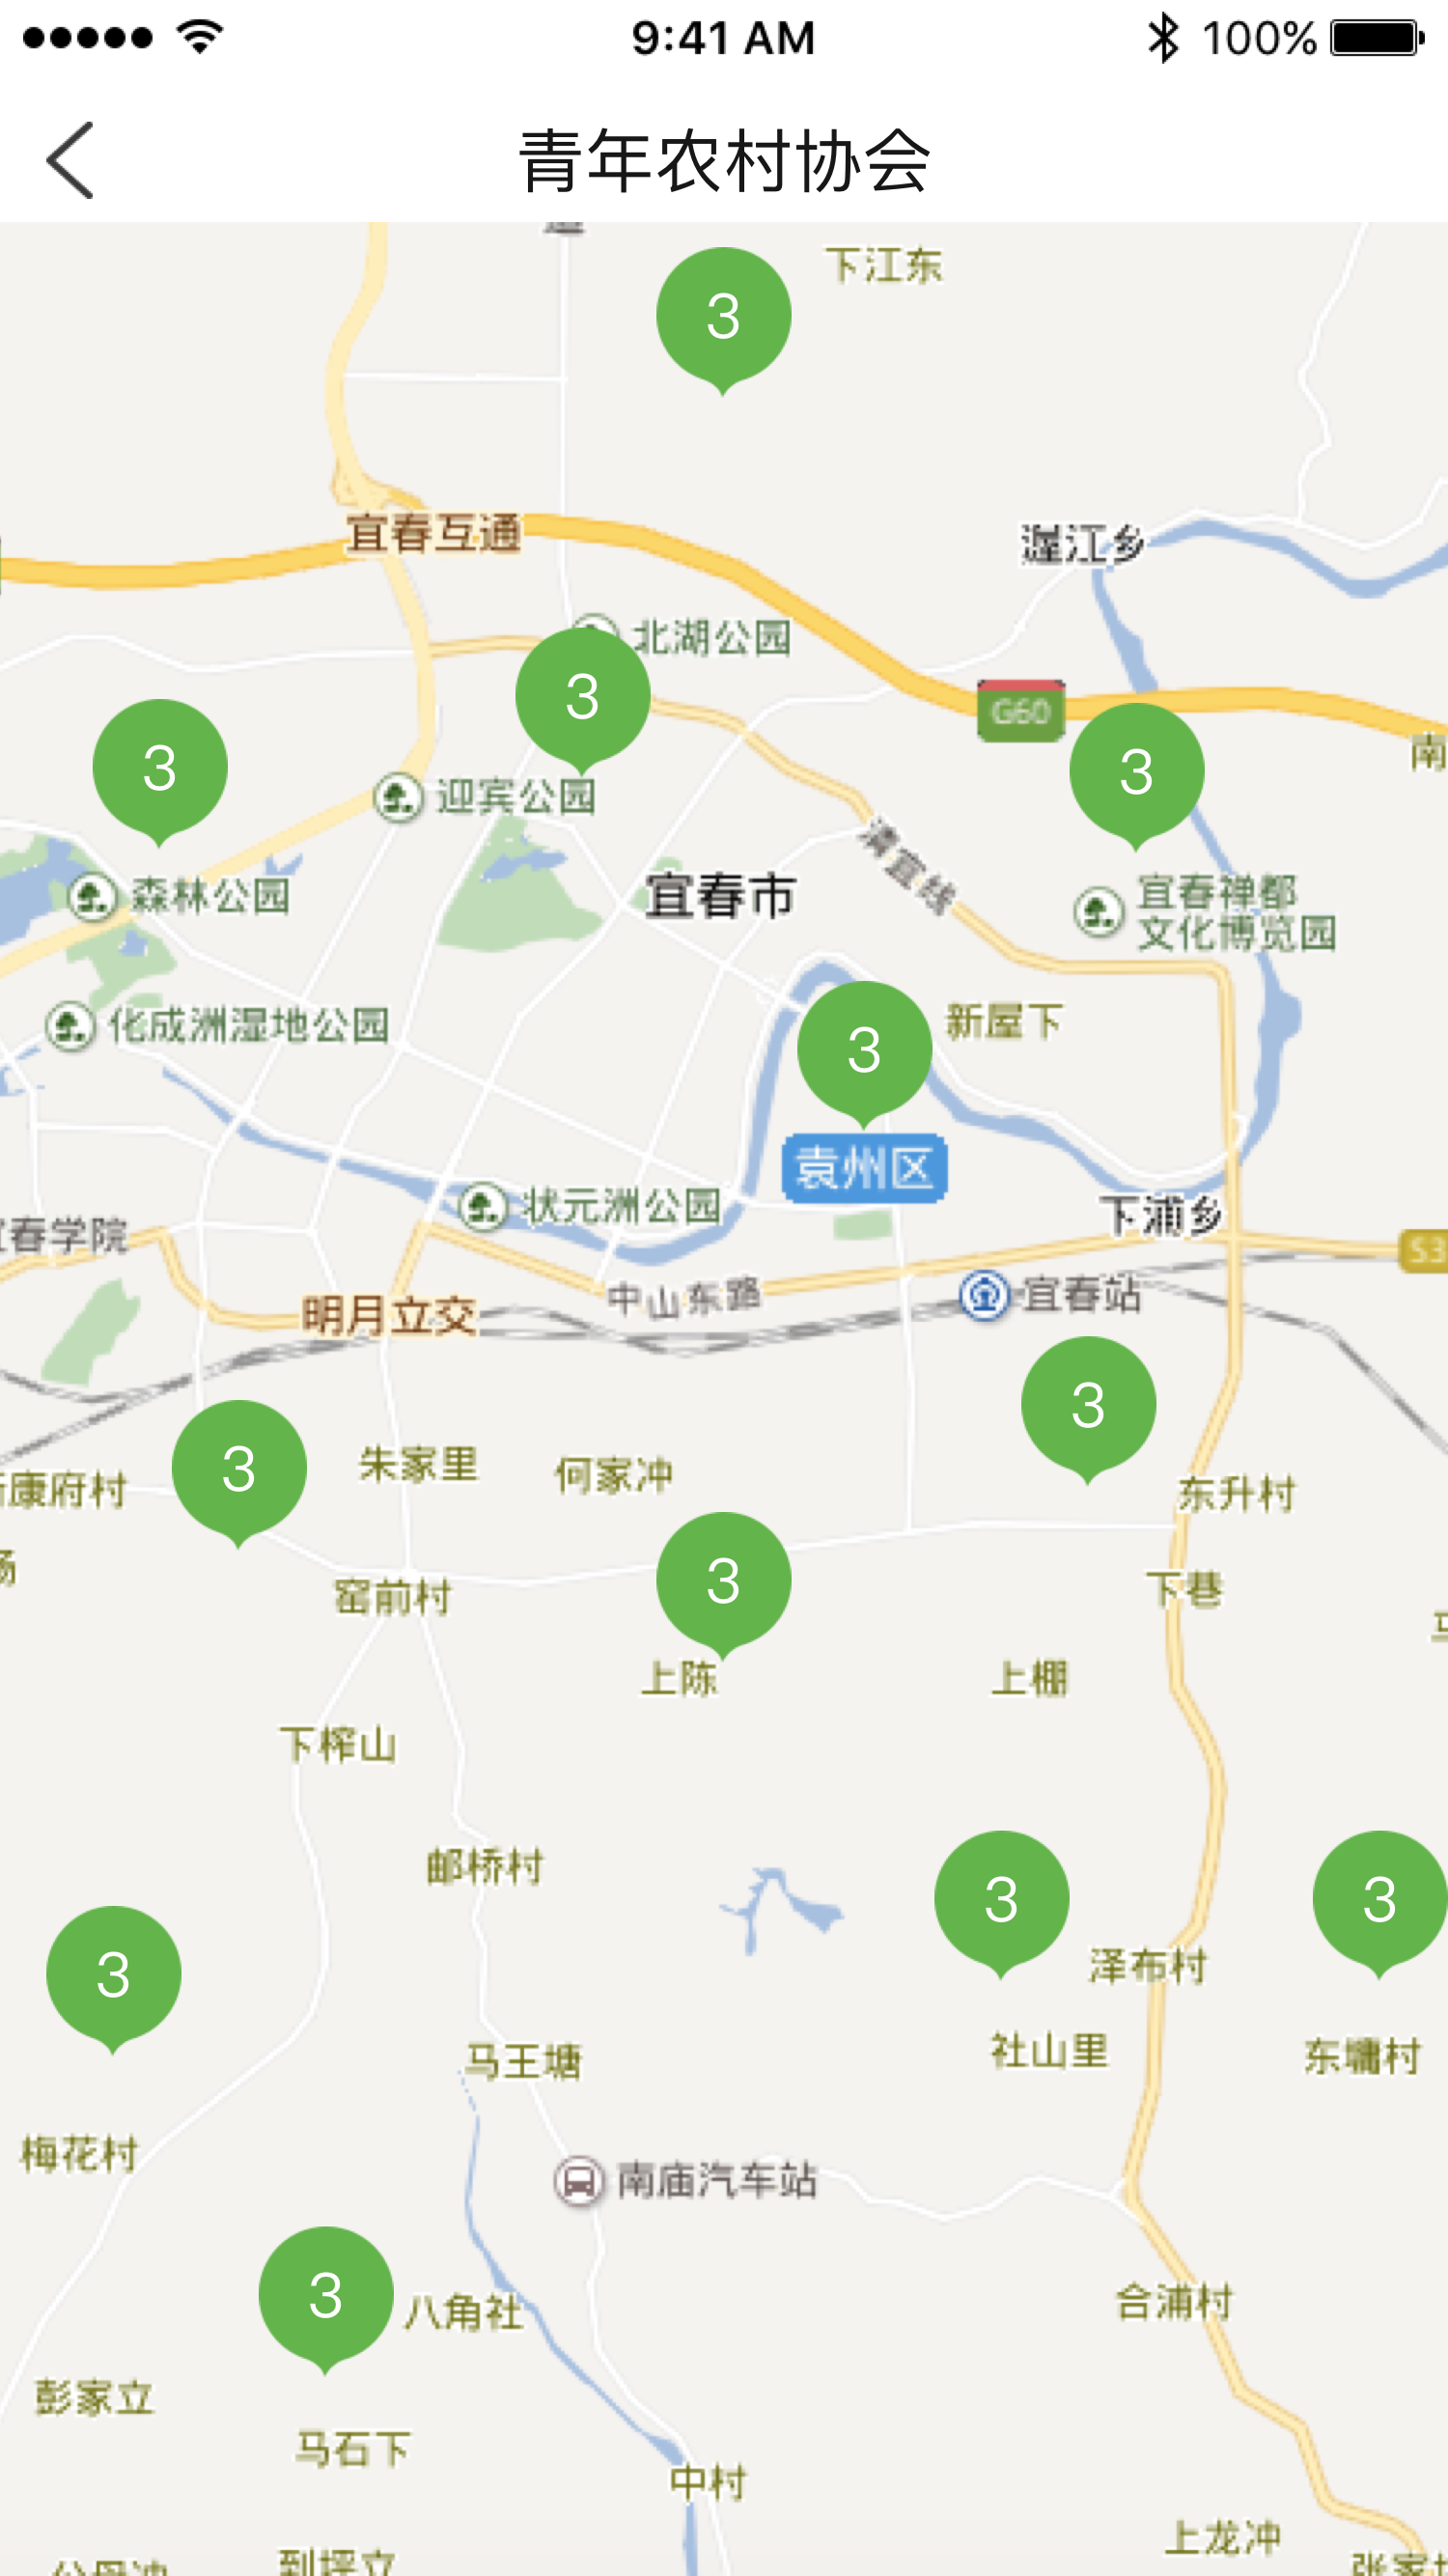 9:41 AM
100%
青年农村协会
下江东
3
宜春互通
渥江乡
北湖公园
3
G60
3
3
南
迎宾公园
清宜线
宜春市
森林公园
宜春禅都
文化博览园
化成洲湿地公园
新屋下
3
袁州区
状元洲公园
下浦乡
宜春学院
S3
中山东路
宜春站
明月立交
3
3
朱家里
何家冲
康府村
东升村
3
下巷
窑前村
上陈
上棚
下榨山
邮桥村
3
3
3
泽布村
社山里
东墉村
马王塘
梅花村
南庙汽车站
3
八角社
合浦村
彭家立
马石下
中村
上龙冲